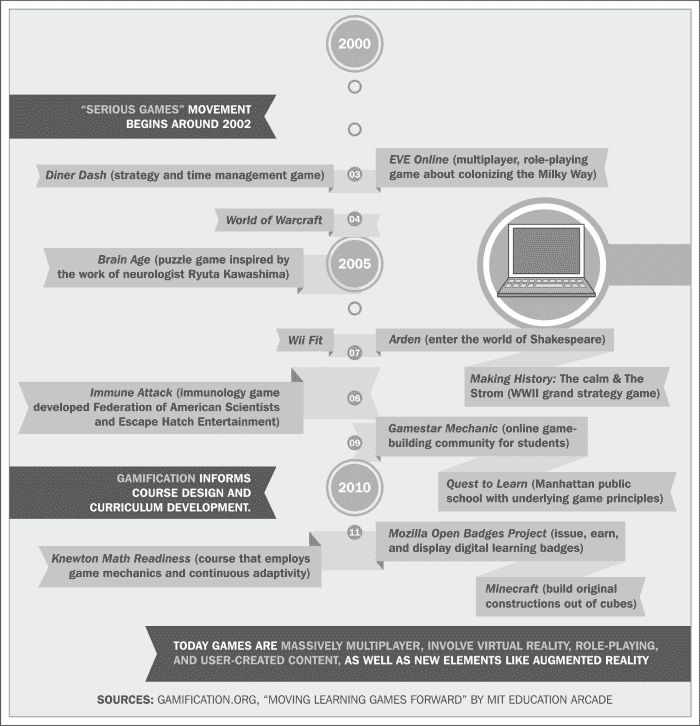 2000
“SERIOUS GAMES” MOVEMENT
BEGINS AROUND 2002
03
Diner Dash (strategy and time management game)
EVE Online (multiplayer, role-playing
game about colonizing the Milky Way)
04
World of Warcraft
2005
Brain Age (puzzle game inspired by
the work of neurologist Ryuta Kawashima)
07
Wii Fit
Arden (enter the world of Shakespeare)
Making History: The calm & The
Strom (WWII grand strategy game)
08
Immune Attack (immunology game
developed Federation of American Scientists
and Escape Hatch Entertainment)
09
Gamestar Mechanic (online game-
building community for students)
GAMIFICATION INFORMS
COURSE DESIGN AND
CURRICULUM DEVELOPMENT.
2010
Quest to Learn (Manhattan public
school with underlying game principles)
11
Mozilla Open Badges Project (issue, earn,
and display digital learning badges)
Knewton Math Readiness (course that employs
game mechanics and continuous adaptivity)
Minecraft (build original
constructions out of cubes)
TODAY GAMES ARE MASSIVELY MULTIPLAYER, INVOLVE VIRTUAL REALITY, ROLE-PLAYING,
AND USER-CREATED CONTENT, AS WELL AS NEW ELEMENTS LIKE AUGMENTED REALITY
SOURCES: GAMIFICATION.ORG, “MOVING LEARNING GAMES FORWARD” BY MIT EDUCATION ARCADE